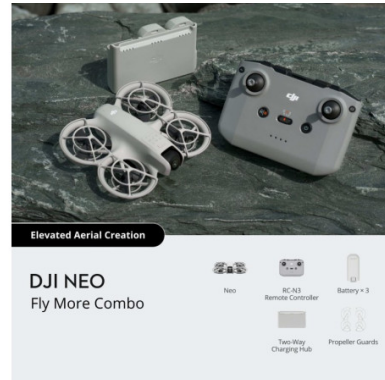 dji
Elevated Aerial Creation
DJI NEO
Fly More Combo
Neo
RC-N3
Remote Controller
Battery × 3
Two-Way
Charging Hub
Propeller Guards